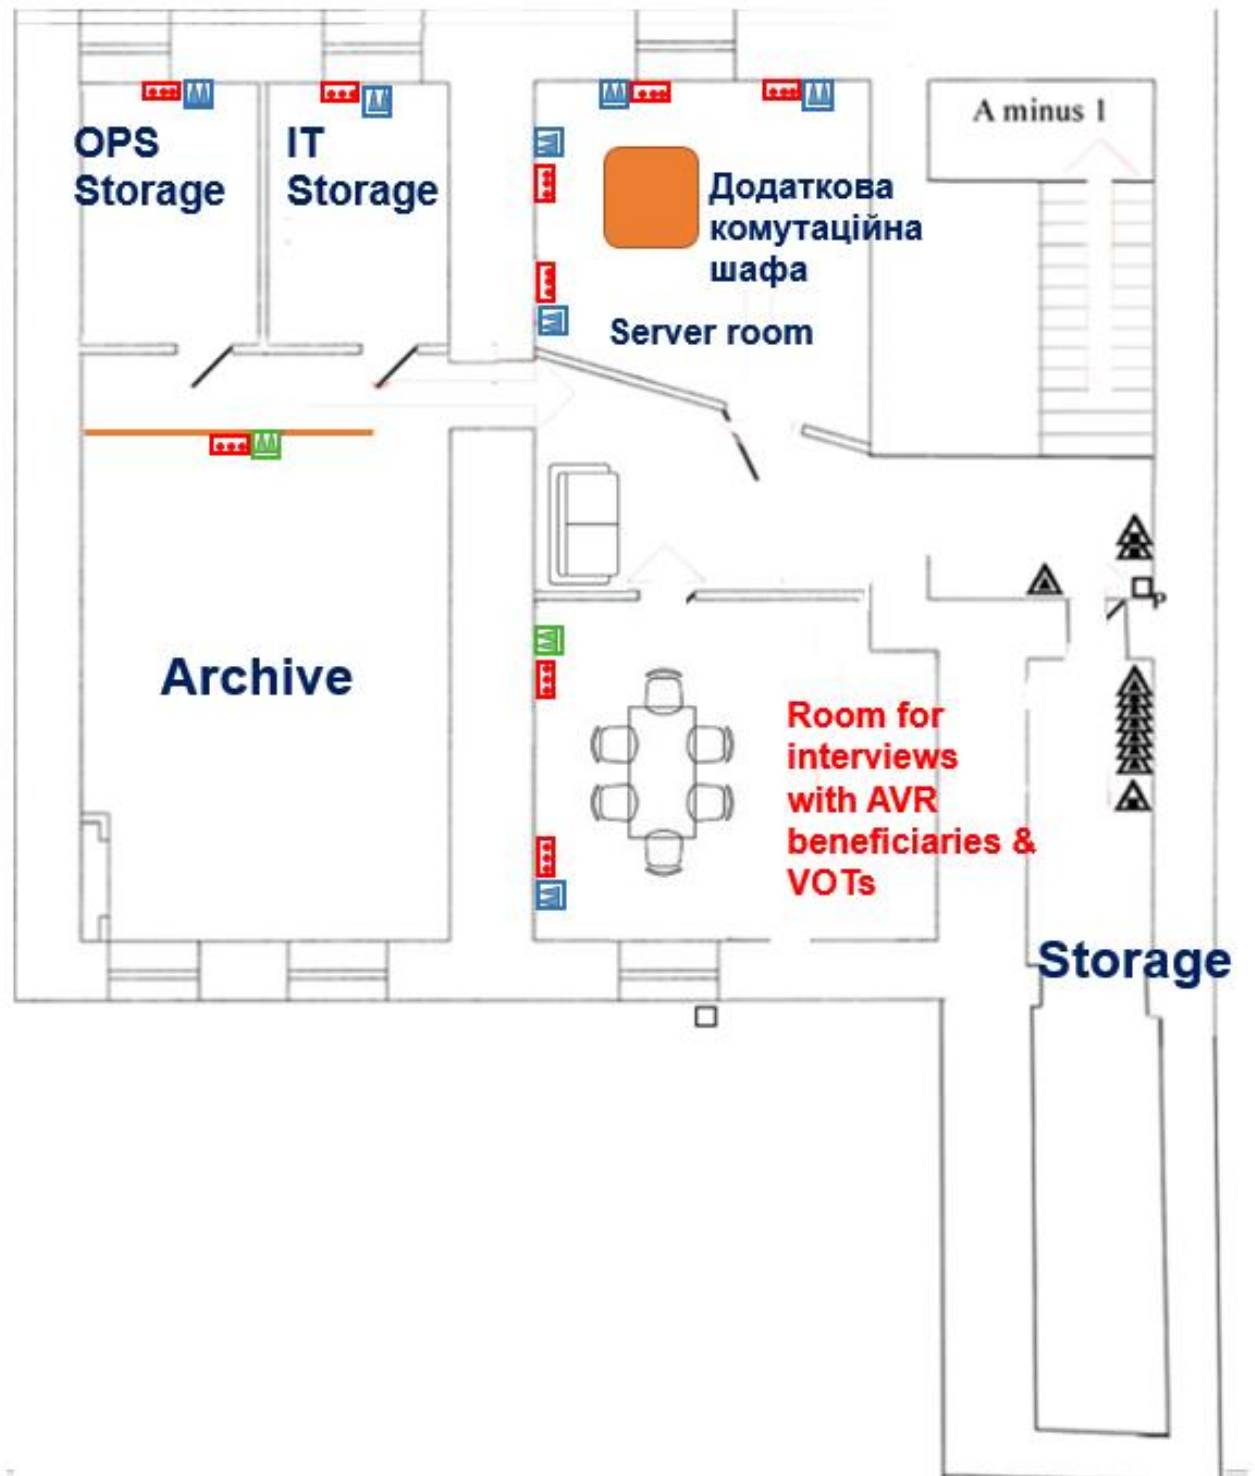 A minus 1
OPS
Storage
IT
Storage
Додаткова
комутаційна
шафа
Server room
Archive
Room for
interviews
with AVR
beneficiaries &
VOTs
Storage
P